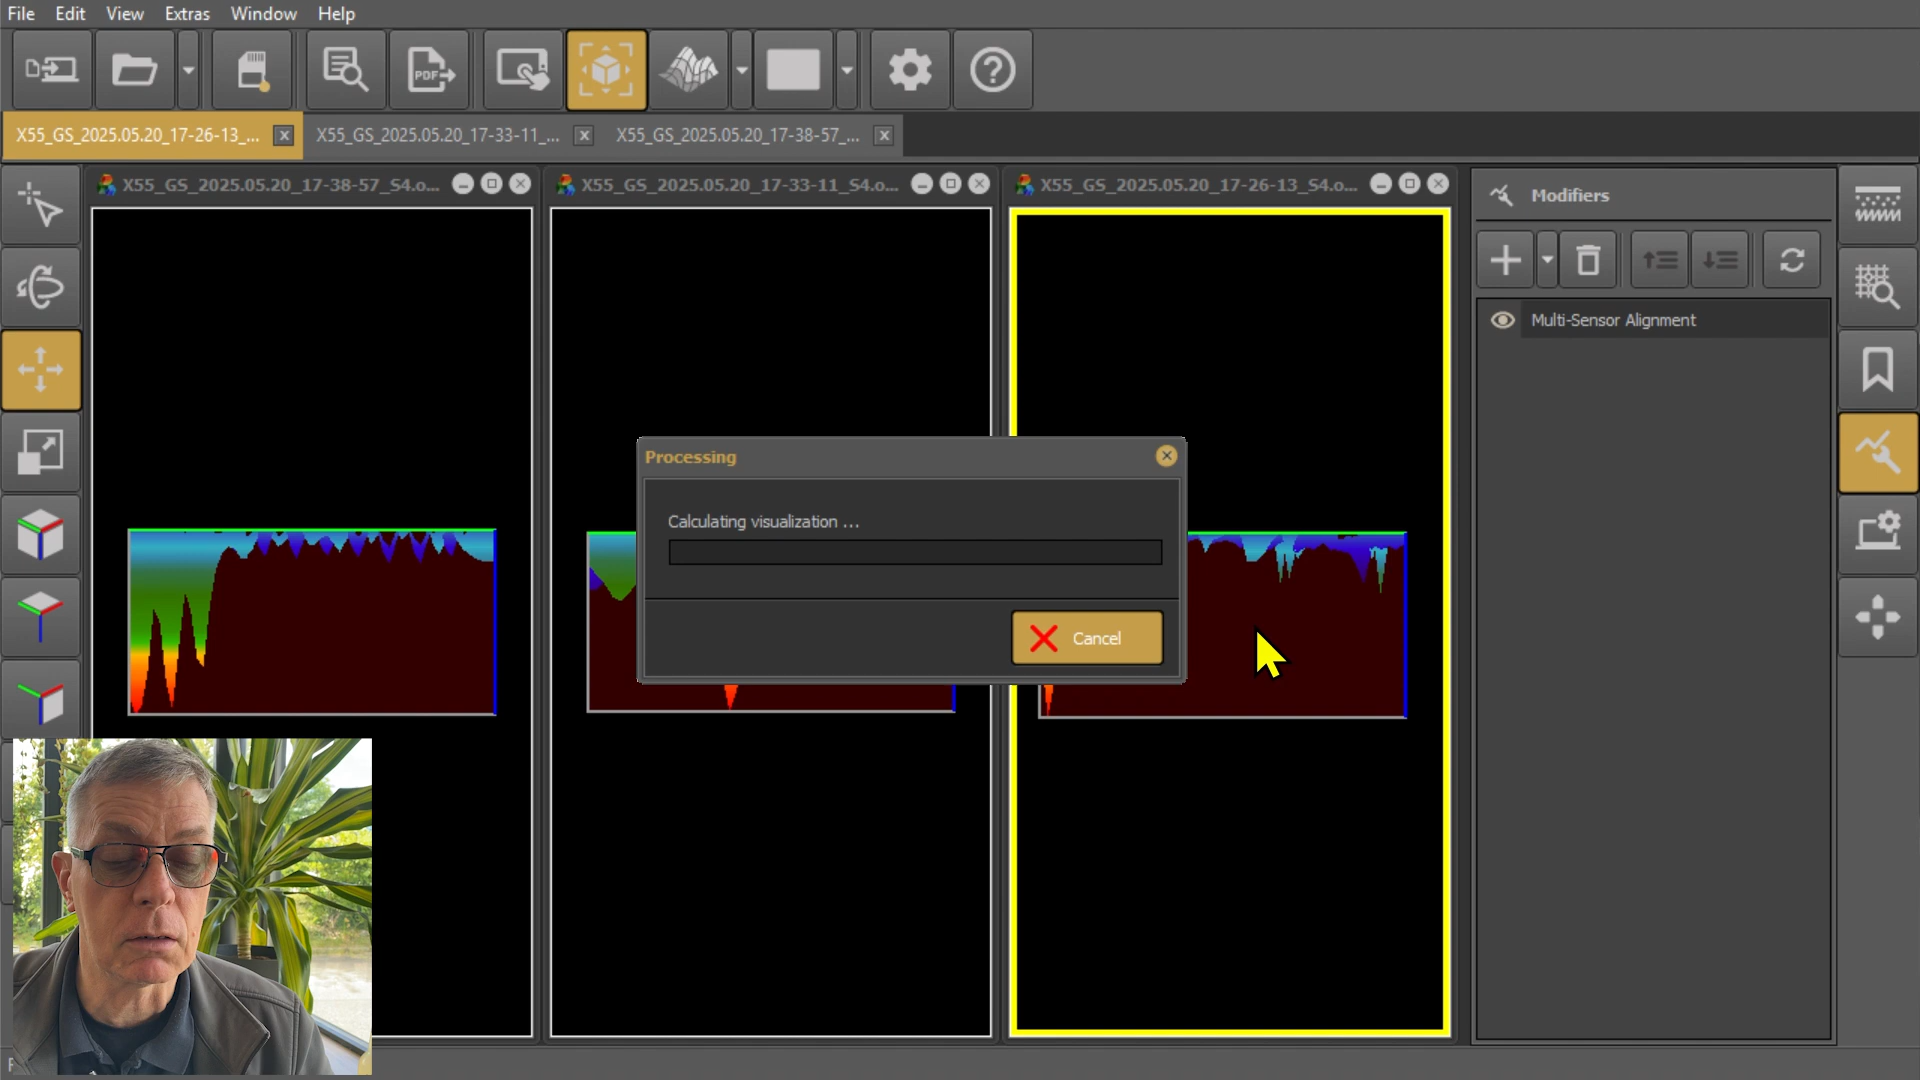 File Edit View Extras Window Help
PDF
X55_GS_2025.05.20_17-26-13_... X55_GS_2025.05.20_17-33-11_... X55_GS_2025.05.20_17-38-57_...
X55_GS_2025.05.20_17-38-57_S4.o... X55_GS_2025.05.20_17-33-11_S4.o... X55_GS_2025.05.20_17-26-13_S4.o...
Modifiers
Multi-Sensor Alignment
Processing
Calculating visualization ...
Cancel